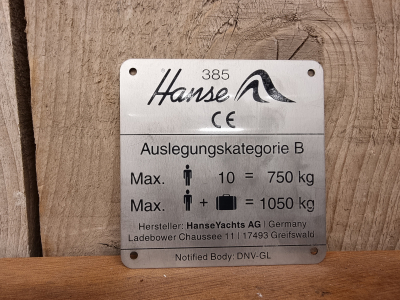 385
Hanse
CE
Auslegungskategorie B
Max. 10 = 750 kg
Max. + = 1050 kg
Hersteller: HanseYachts AG | Germany
Ladebower Chaussee 11 | 17493 Greifswald
Notified Body: DNV-GL